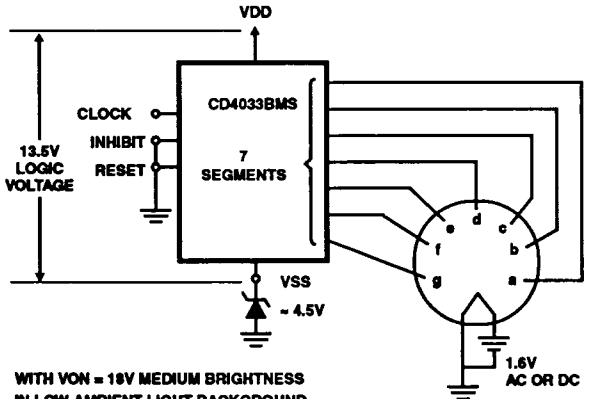 VDD
CD4033BMS
7
SEGMENTS
CLOCK
INHIBIT
RESET
13.5V
LOGIC
VOLTAGE
VSS
~ 4.5V
a
b
c
d
e
f
g
1.6V
AC OR DC
WITH VON = 18V MEDIUM BRIGHTNESS
IN LOW AMBIENT LIGHT BACKGROUND